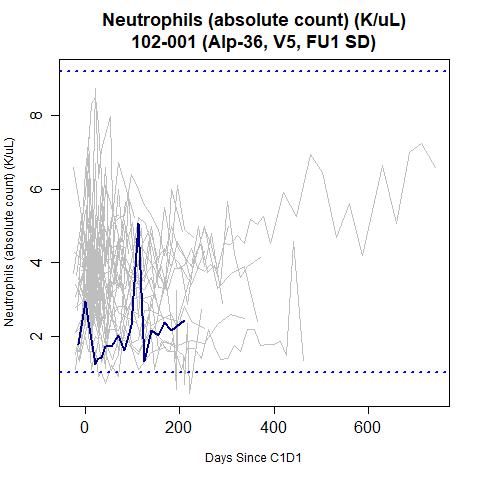 Neutrophils (absolute count) (K/uL)
102-001 (Alp-36, V5, FU1 SD)
Neutrophils (absolute count) (K/uL)
8
6
4
2
0 200 400 600
Days Since C1D1